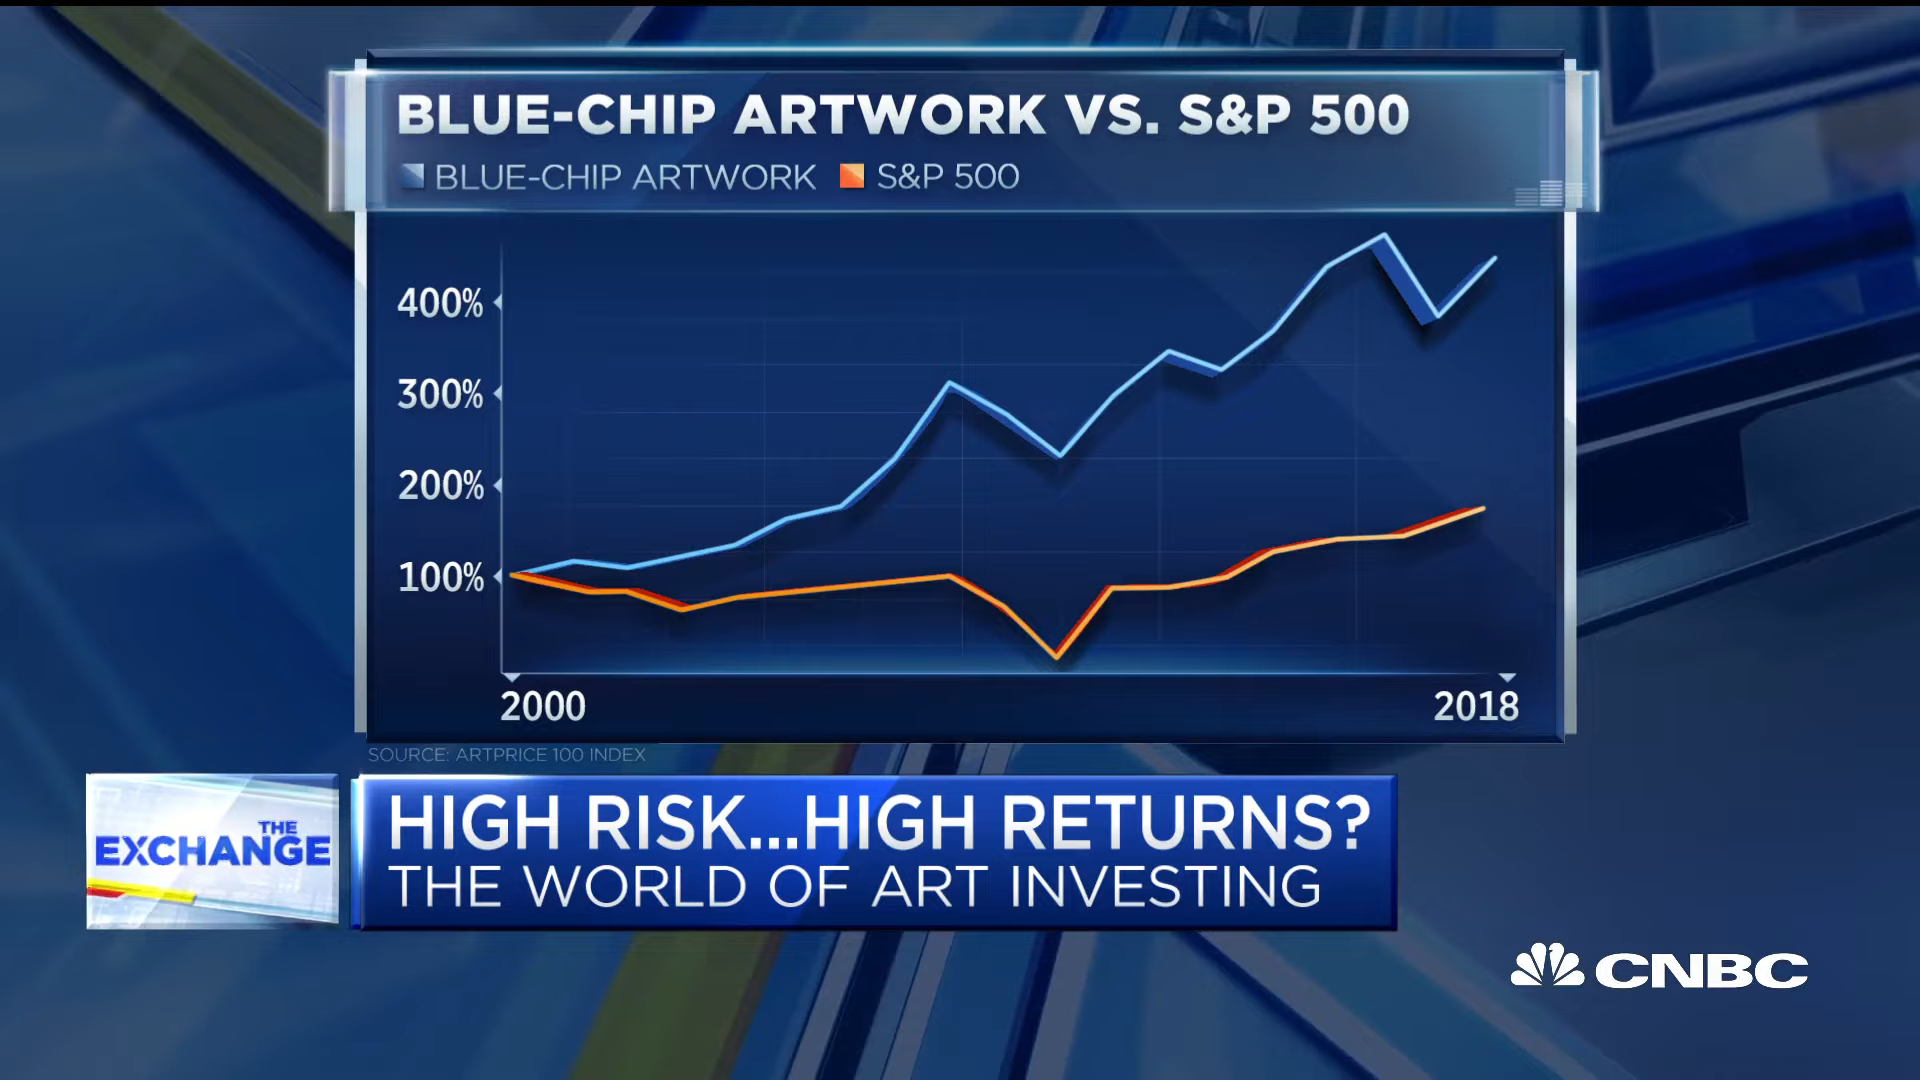 BLUE-CHIP ARTWORK VS. S&P 500
BLUE-CHIP ARTWORK S&P 500
400%
300%
200%
100%
2000 2018
SOURCE: ARTPRICE 100 INDEX
THE
EXCHANGE
HIGH RISK...HIGH RETURNS?
THE WORLD OF ART INVESTING
CNBC